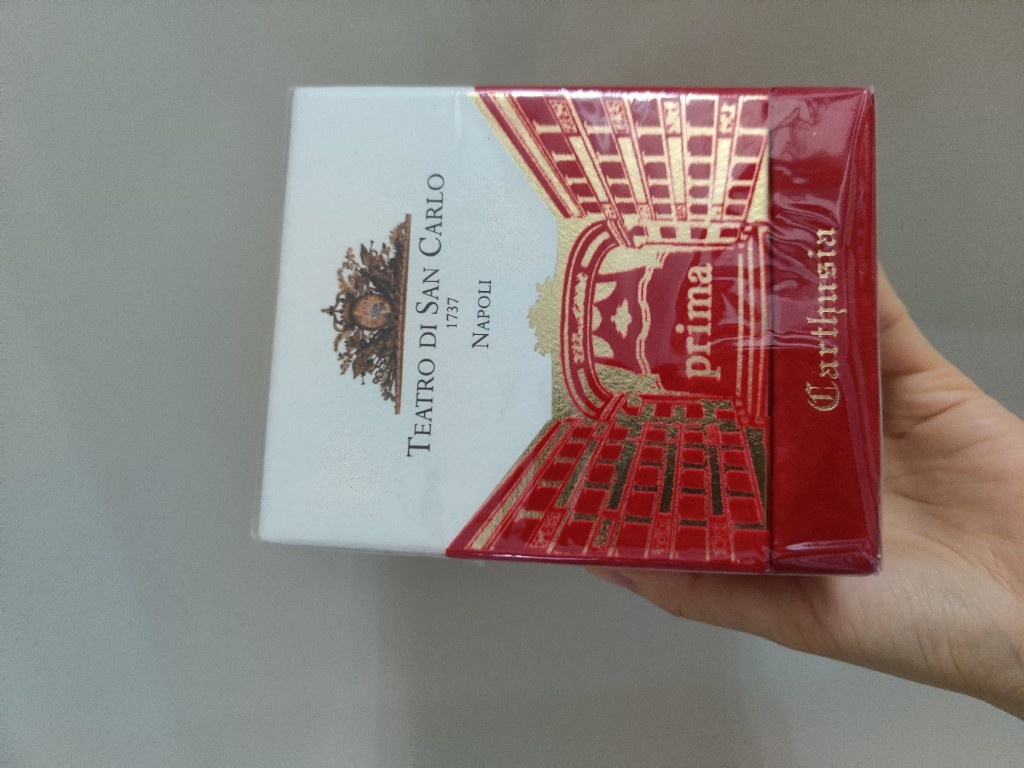 TEATRO DI SAN CARLO
1737
NAPOLI
prima
Carthusia